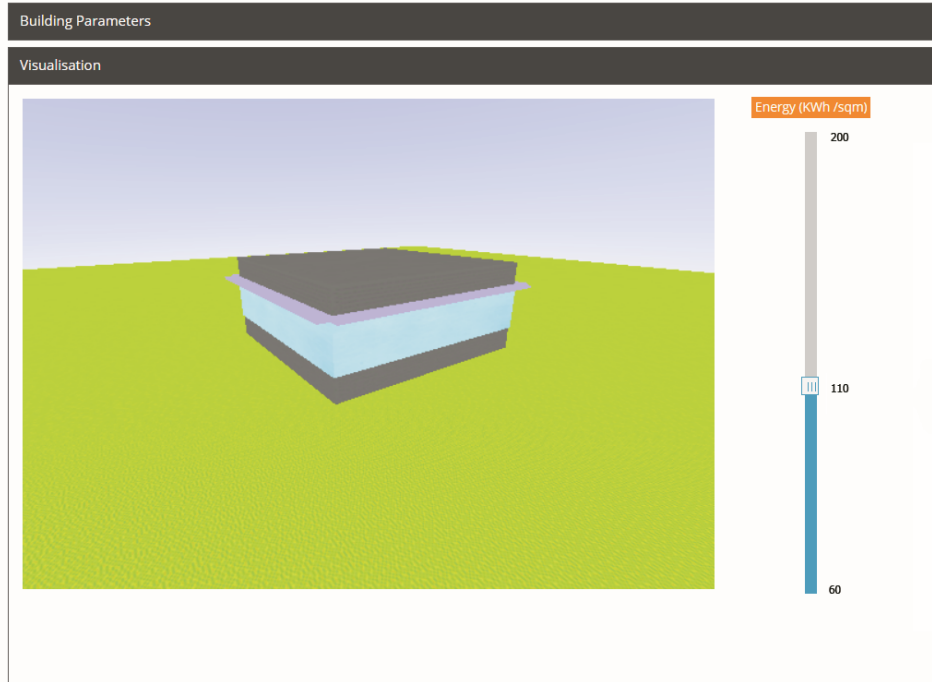 Building Parameters
Visualisation
Energy (KWh /sqm)
200
110
60